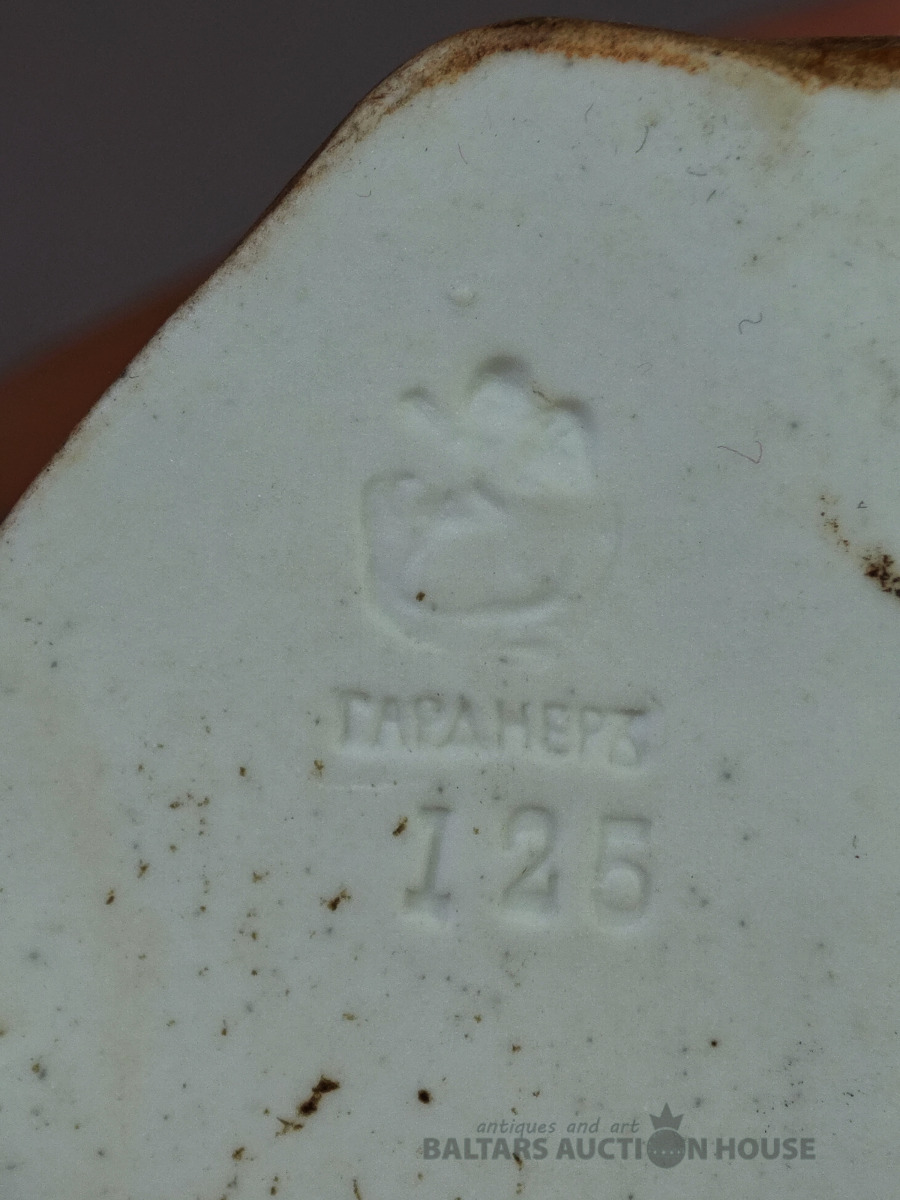 ГАРДНЕРЪ
125
antiques and art
BALTARS AUCTION HOUSE